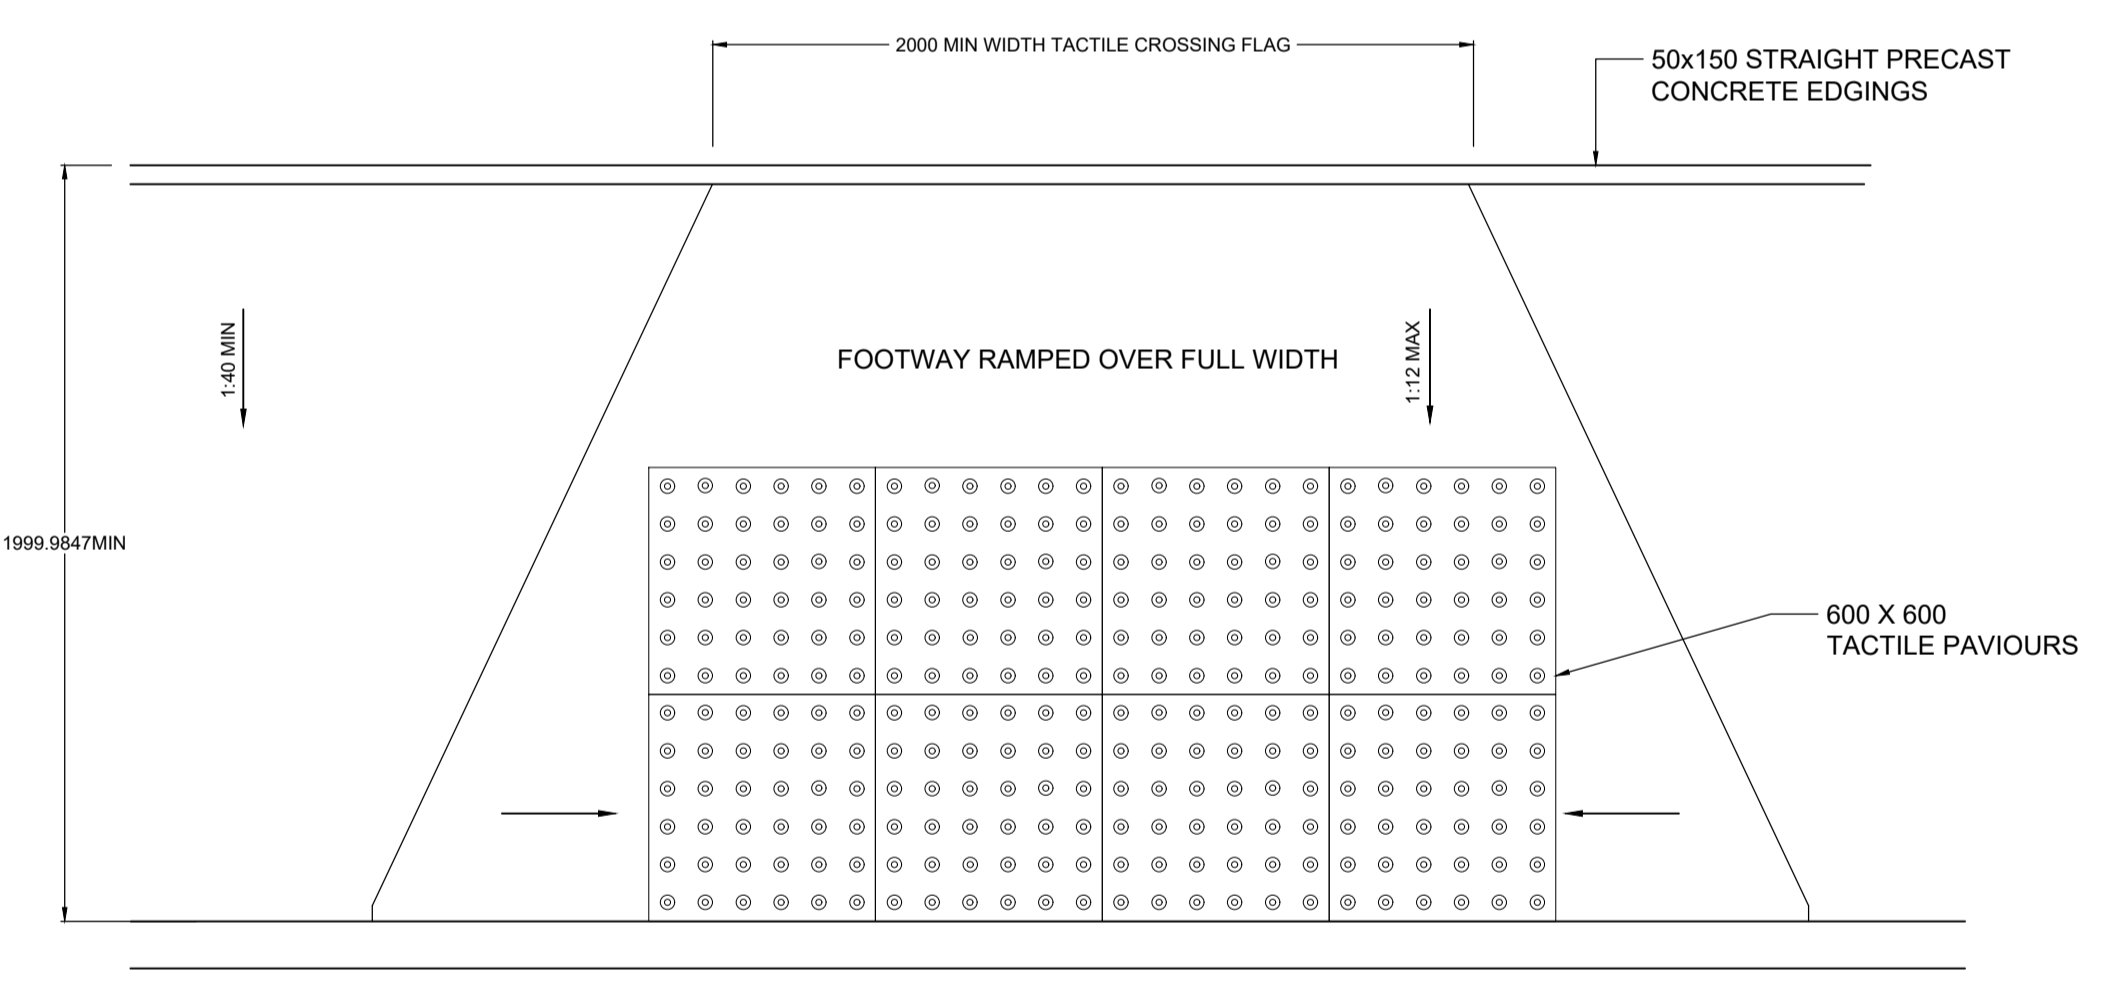 2000 MIN WIDTH TACTILE CROSSING FLAG
50x150 STRAIGHT PRECAST
CONCRETE EDGINGS
1:40 MIN
FOOTWAY RAMPED OVER FULL WIDTH
1:12 MAX
1999.9847MIN
600 X 600
TACTILE PAVIOURS